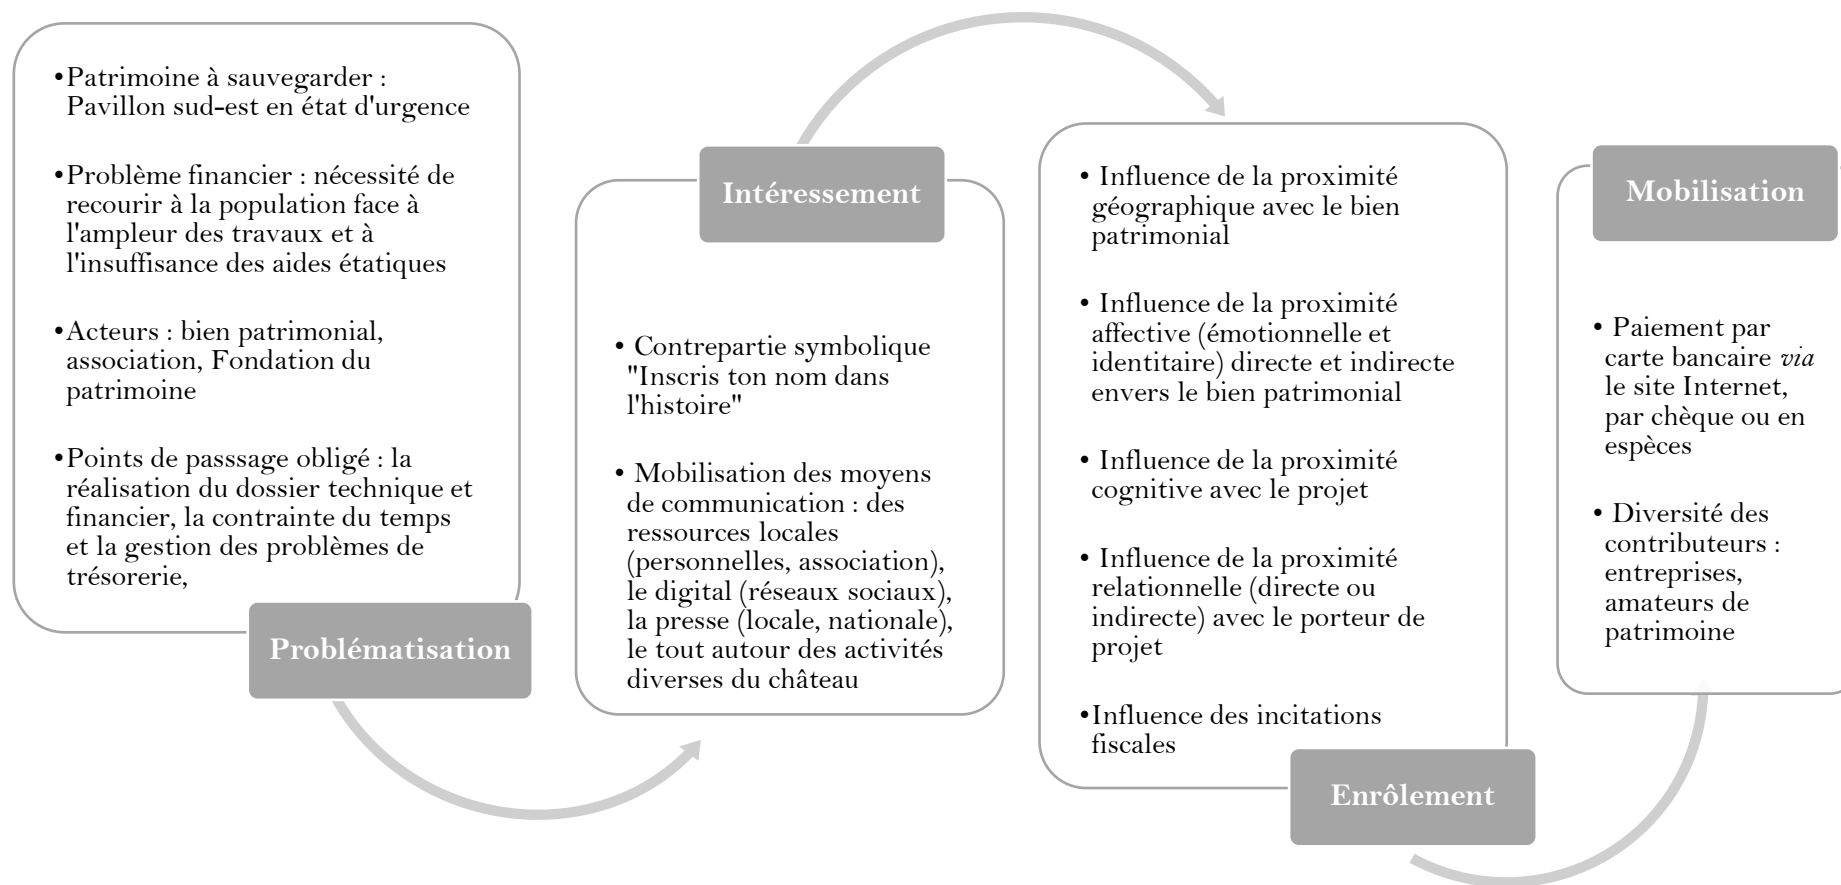 •Patrimoine à sauvegarder :
Pavillon sud-est en état d'urgence
•Problème financier : nécessité de
recourir à la population face à
l'ampleur des travaux et à
l'insuffisance des aides étatiques
•Acteurs : bien patrimonial,
association, Fondation du
patrimoine
•Points de passsage obligé : la
réalisation du dossier technique et
financier, la contrainte du temps
et la gestion des problèmes de
trésorerie,
Problématisation
Intéressement
• Contrepartie symbolique
"Inscris ton nom dans
l'histoire"
• Mobilisation des moyens
de communication : des
ressources locales
(personnelles, association),
le digital (réseaux sociaux),
la presse (locale, nationale),
le tout autour des activités
diverses du château
• Influence de la proximité
géographique avec le bien
patrimonial
• Influence de la proximité
affective (émotionnelle et
identitaire) directe et indirecte
envers le bien patrimonial
• Influence de la proximité
cognitive avec le projet
• Influence de la proximité
relationnelle (directe ou
indirecte) avec le porteur de
projet
•Influence des incitations
fiscales
Enrôlement
Mobilisation
• Paiement par
carte bancaire via
le site Internet,
par chèque ou en
espèces
• Diversité des
contributeurs :
entreprises,
amateurs de
patrimoine